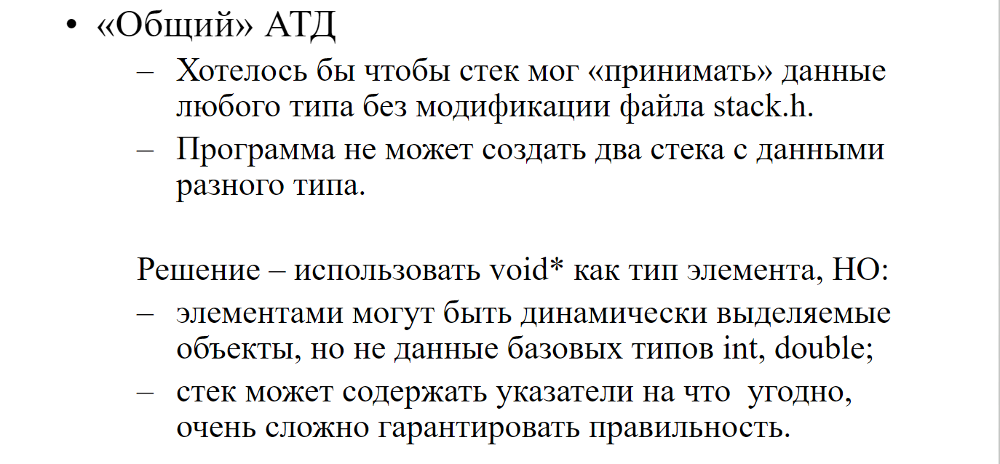 • «Общий» АТД
– Хотелось бы чтобы стек мог «принимать» данные
любого типа без модификации файла stack.h.
– Программа не может создать два стека с данными
разного типа.
Решение – использовать void* как тип элемента, НО:
– элементами могут быть динамически выделяемые
объекты, но не данные базовых типов int, double;
– стек может содержать указатели на что  угодно,
очень сложно гарантировать правильность.